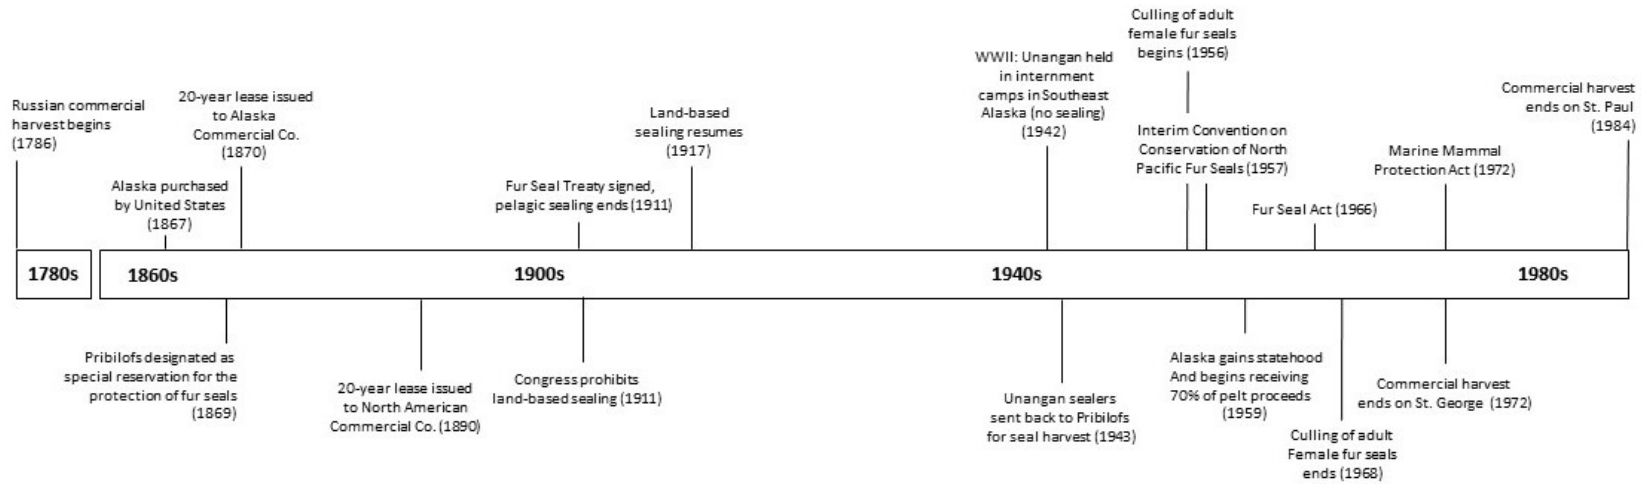 Russian commercial
harvest begins
(1786)
Alaska purchased
by United States
(1867)
20-year lease issued
to Alaska
Commercial Co.
(1870)
Fur Seal Treaty signed,
pelagic sealing ends (1911)
Land-based
sealing resumes
(1917)
WWII: Unangan held
in internment
camps in Southeast
Alaska (no sealing)
(1942)
Culling of adult
female fur seals
begins (1956)
Interim Convention on
Conservation of North
Pacific Fur Seals (1957)
Fur Seal Act (1966)
Marine Mammal
Protection Act (1972)
Commercial harvest
ends on St. Paul
(1984)
1780s
1860s
1900s
1940s
1980s
Pribilofs designated as
special reservation for the
protection of fur seals
(1869)
20-year lease issued
to North American
Commercial Co. (1890)
Congress prohibits
land-based sealing (1911)
Unangan sealers
sent back to Pribilofs
for seal harvest (1943)
Alaska gains statehood
And begins receiving
70% of pelt proceeds
(1959)
Culling of adult
Female fur seals
ends (1968)
Commercial harvest
ends on St. George (1972)